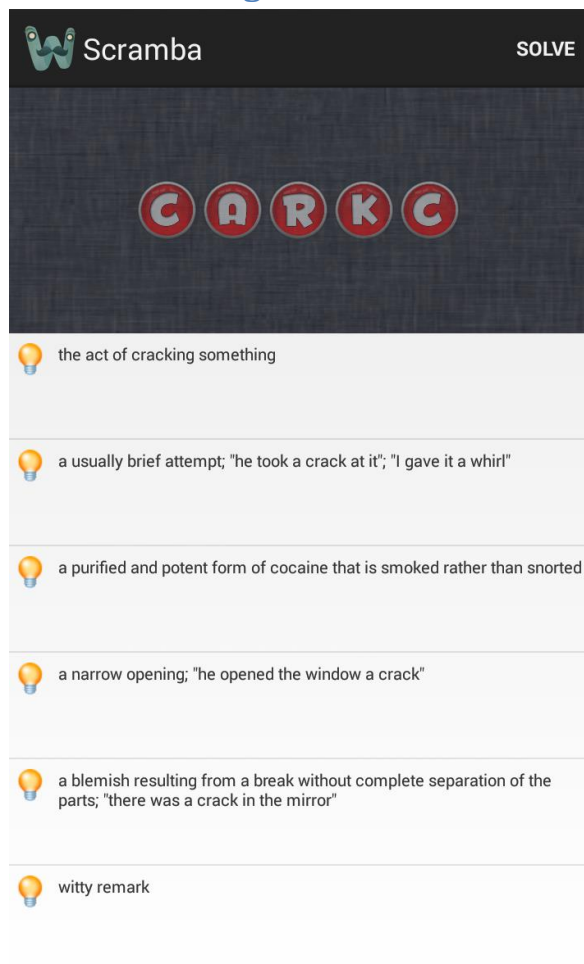 Scramba
SOLVE
C A R K C
the act of cracking something
a usually brief attempt; "he took a crack at it"; "I gave it a whirl"
a purified and potent form of cocaine that is smoked rather than snorted
a narrow opening; "he opened the window a crack"
a blemish resulting from a break without complete separation of the
parts; "there was a crack in the mirror"
witty remark